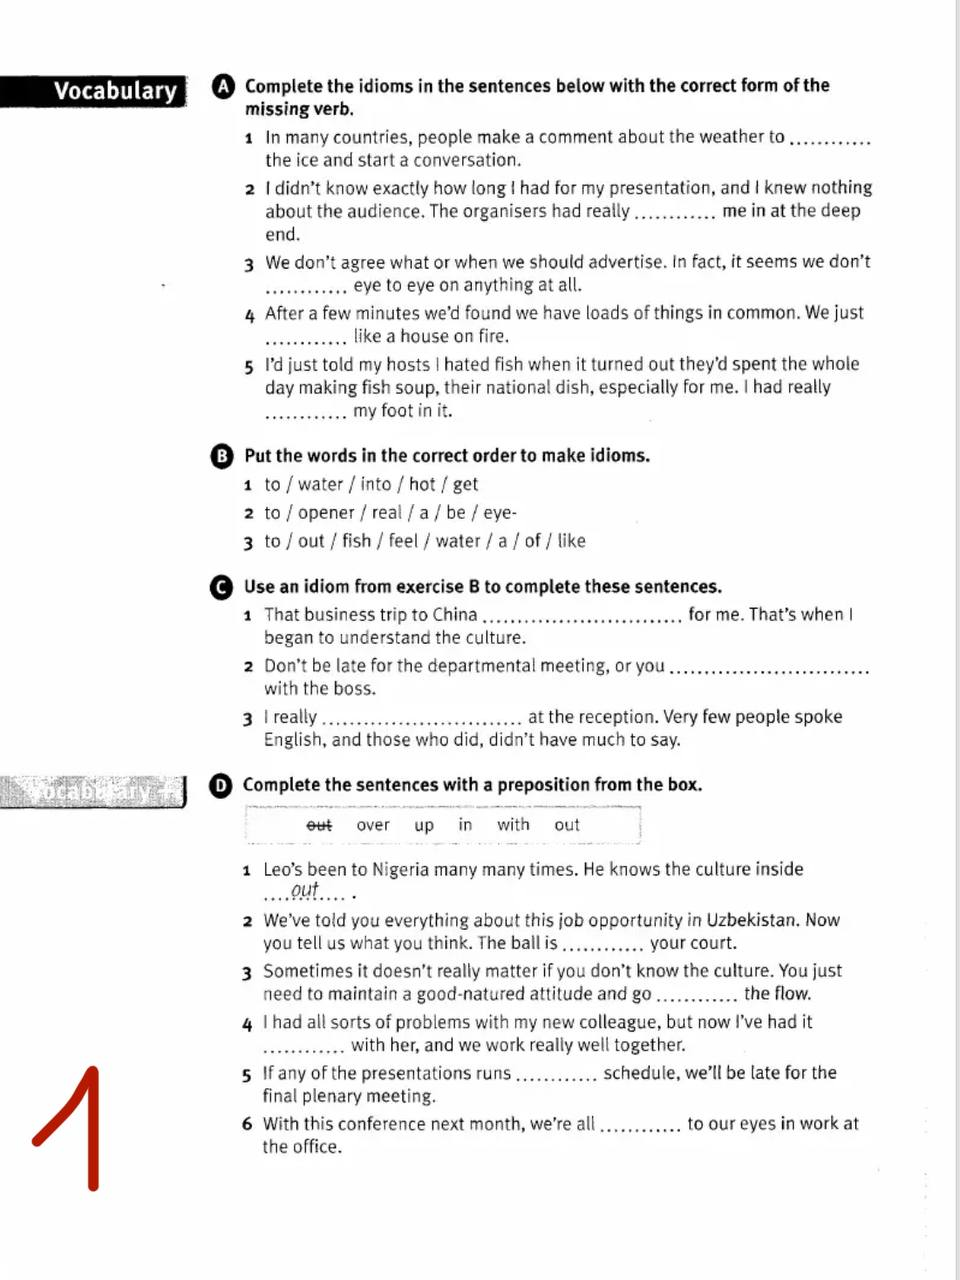 Vocabulary
A Complete the idioms in the sentences below with the correct form of the
missing verb.
1 In many countries, people make a comment about the weather to ............
the ice and start a conversation.
2 I didn't know exactly how long I had for my presentation, and I knew nothing
about the audience. The organisers had really ............ me in at the deep
end.
3 We don't agree what or when we should advertise. In fact, it seems we don't
............ eye to eye on anything at all.
4 After a few minutes we'd found we have loads of things in common. We just
............ like a house on fire.
5 I'd just told my hosts I hated fish when it turned out they'd spent the whole
day making fish soup, their national dish, especially for me. I had really
............ my foot in it.
B Put the words in the correct order to make idioms.
1 to / water / into / hot / get
2 to / opener / real / a / be / eye-
3 to / out / fish / feel / water / a / of / like
C Use an idiom from exercise B to complete these sentences.
1 That business trip to China ............................. for me. That's when I
began to understand the culture.
2 Don't be late for the departmental meeting, or you .............................
with the boss.
3 I really ............................. at the reception. Very few people spoke
English, and those who did, didn't have much to say.
Vocabulary +
D Complete the sentences with a preposition from the box.
out over up in with out
1 Leo's been to Nigeria many many times. He knows the culture inside
....out.... .
2 We've told you everything about this job opportunity in Uzbekistan. Now
you tell us what you think. The ball is ............ your court.
3 Sometimes it doesn't really matter if you don't know the culture. You just
need to maintain a good-natured attitude and go ............ the flow.
4 I had all sorts of problems with my new colleague, but now I've had it
............ with her, and we work really well together.
5 If any of the presentations runs ............ schedule, we'll be late for the
final plenary meeting.
6 With this conference next month, we're all ............ to our eyes in work at
the office.
1